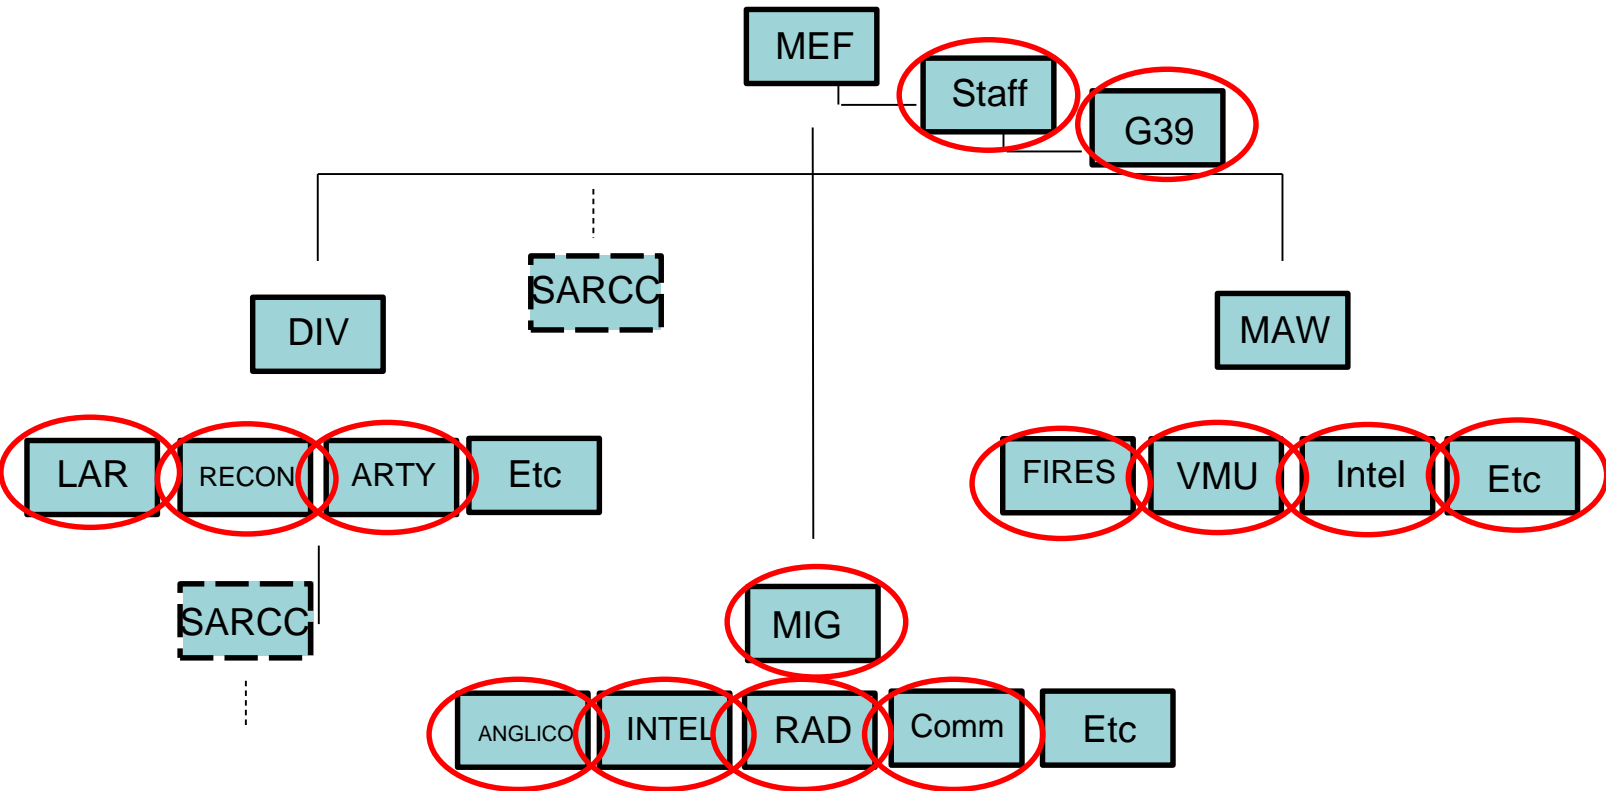 MEF
Staff
G39
SARCC
DIV
MAW
LAR
RECON
ARTY
Etc
FIRES
VMU
Intel
Etc
SARCC
MIG
ANGLICO
INTEL
RAD
Comm
Etc